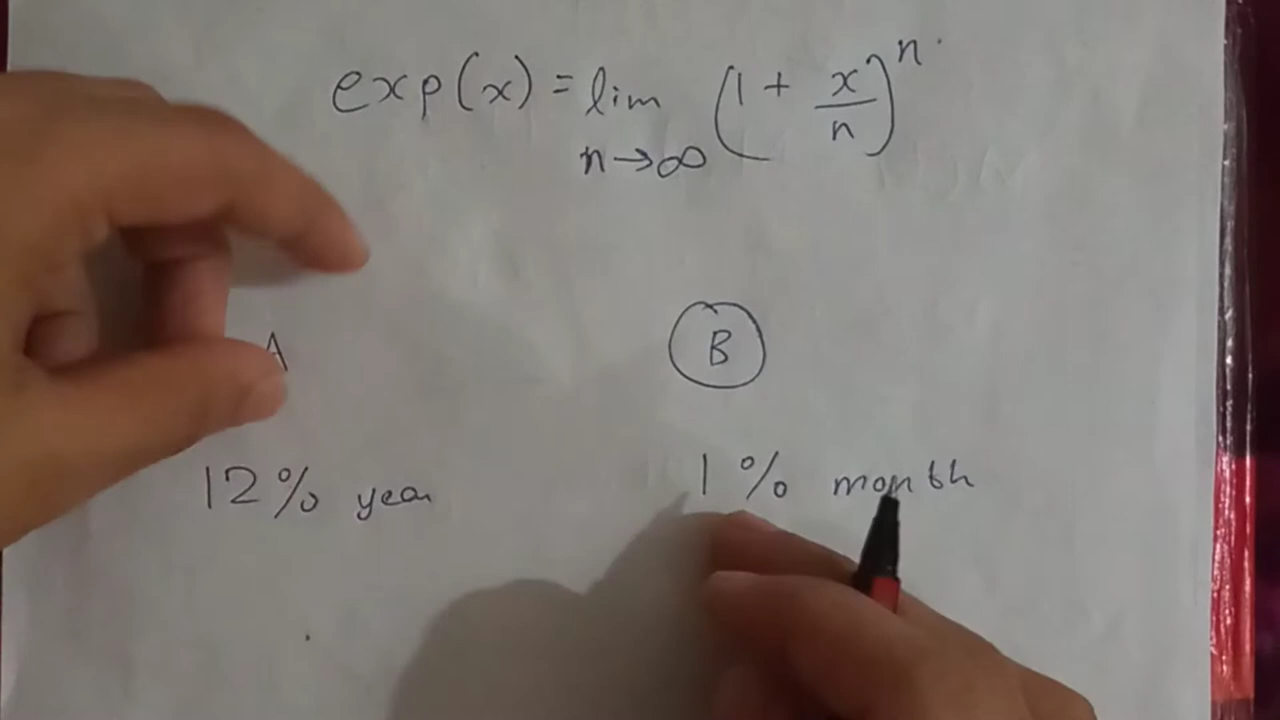 exp(x) = lim (1 + x/n)^n
n→∞
A B
12% year 1% month